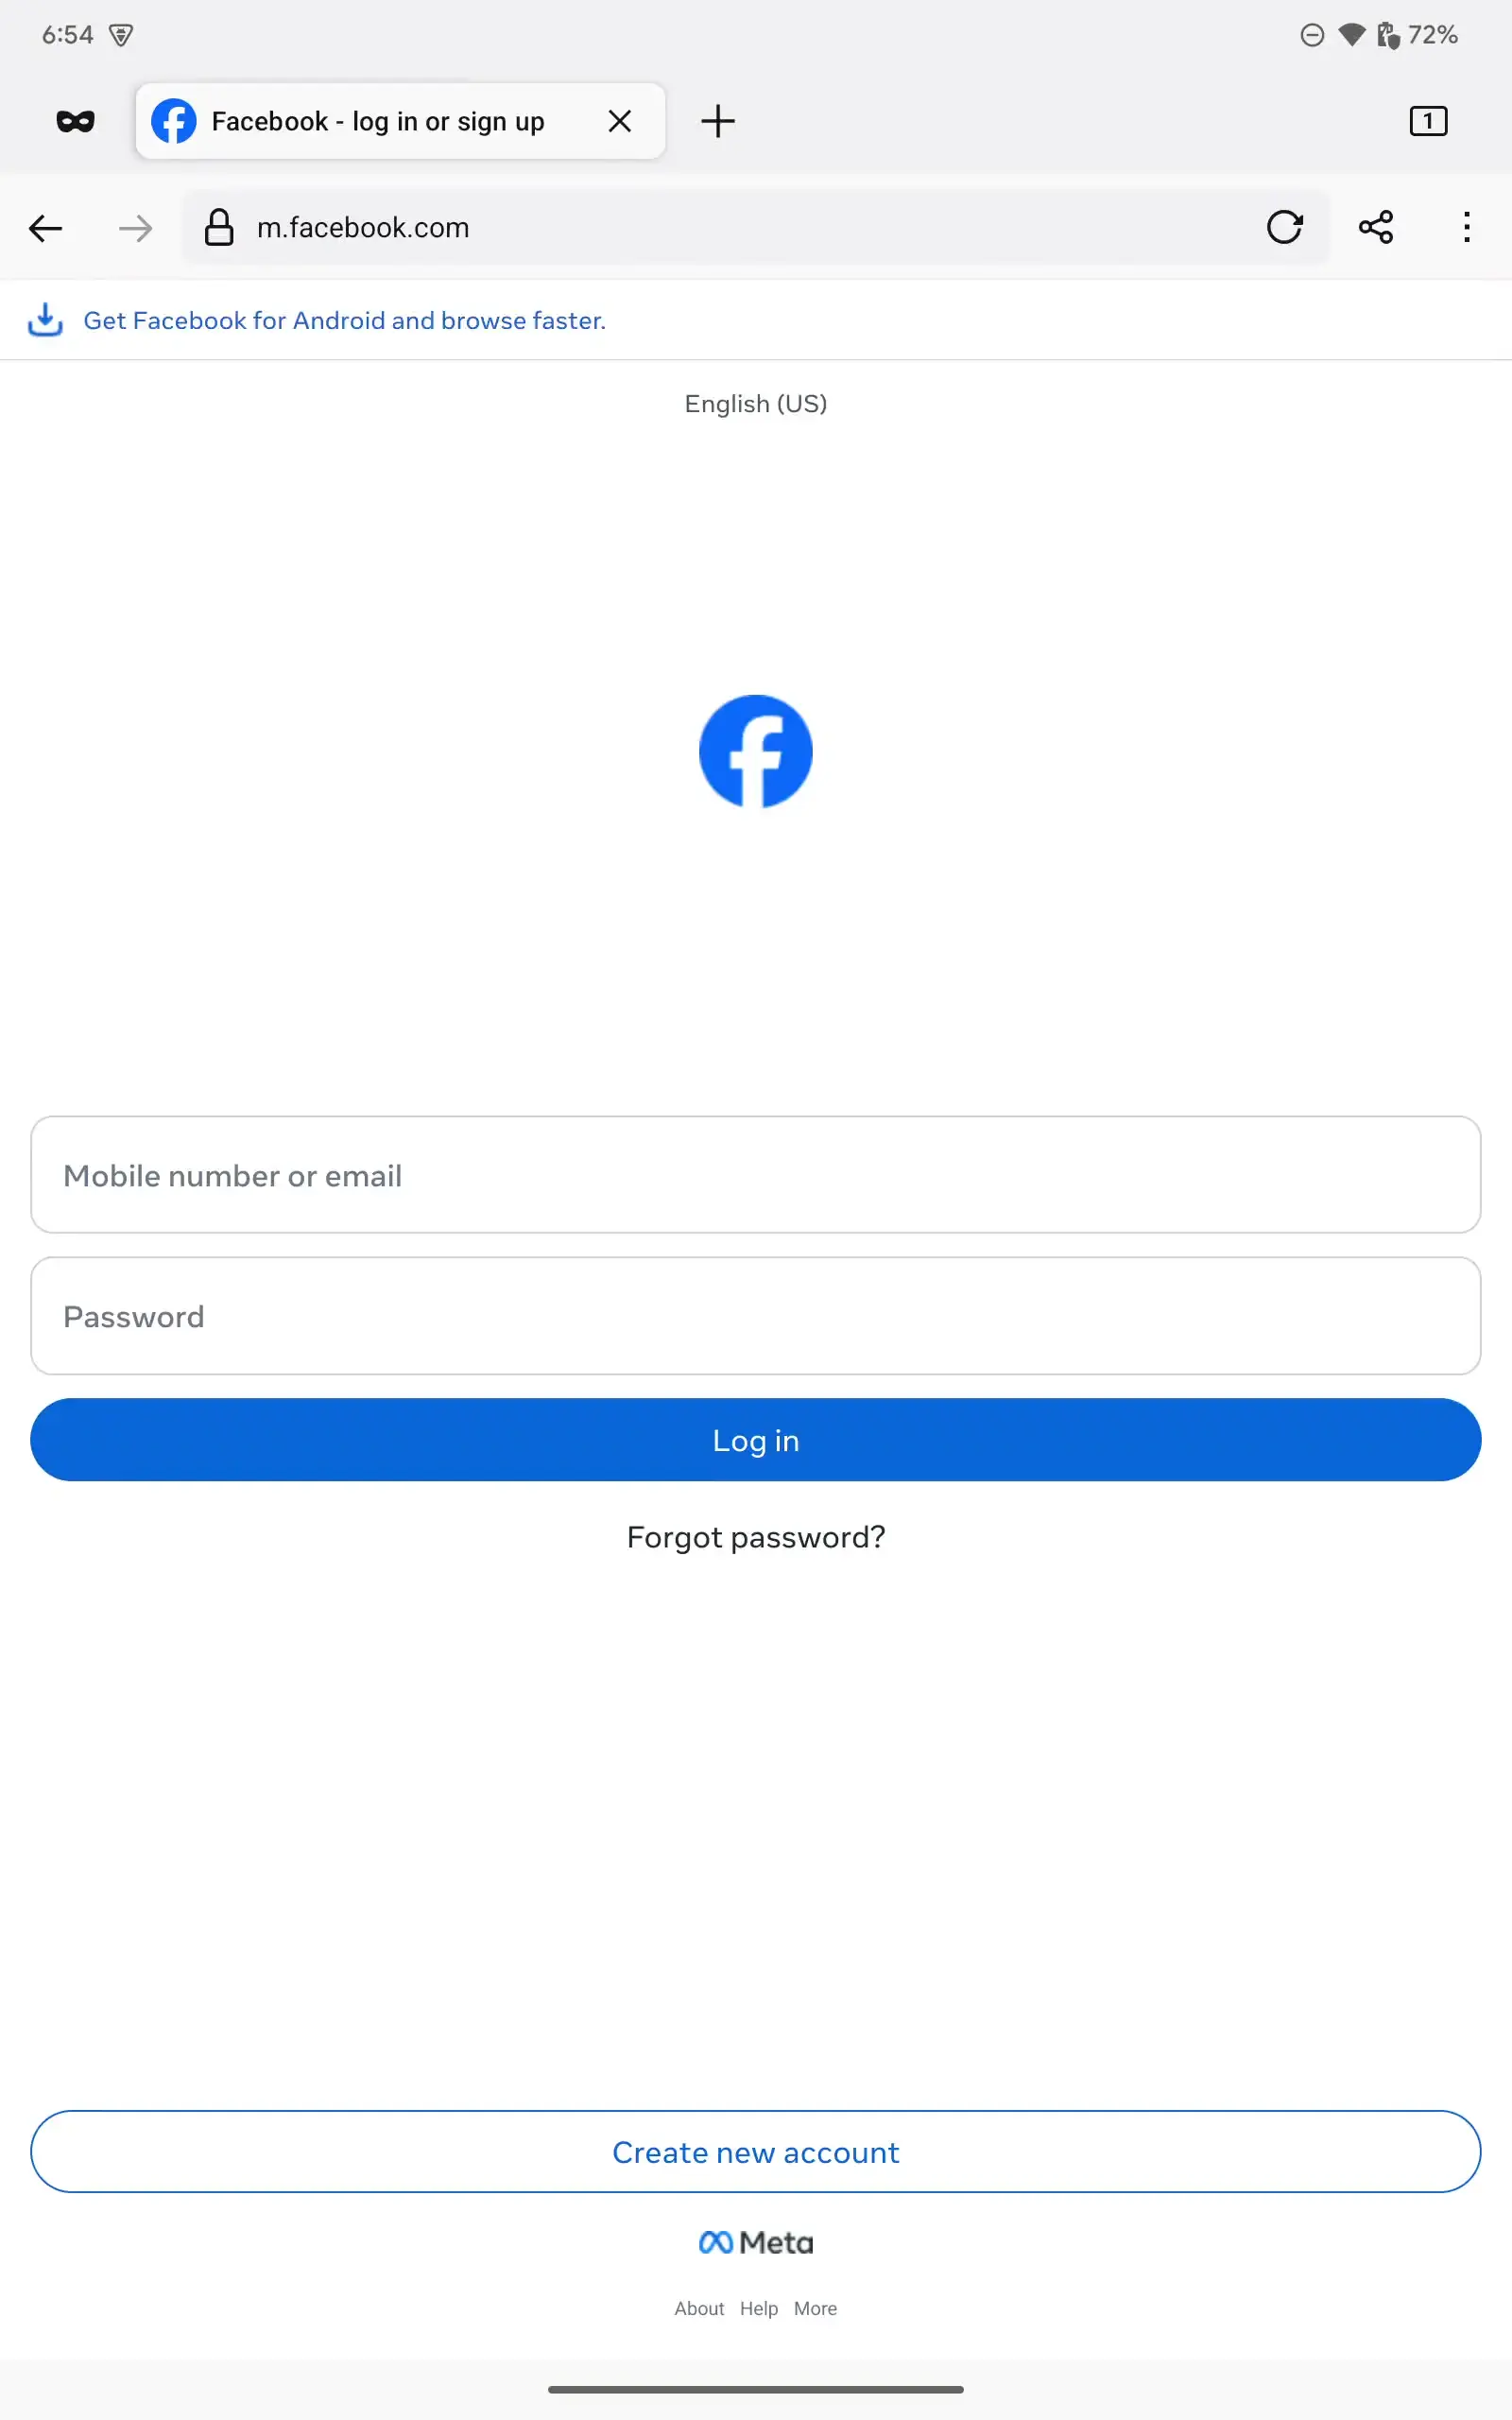 6:54
72%
Facebook - log in or sign up
1
m.facebook.com
Get Facebook for Android and browse faster.
English (US)
Mobile number or email
Password
Log in
Forgot password?
Create new account
Meta
About Help More